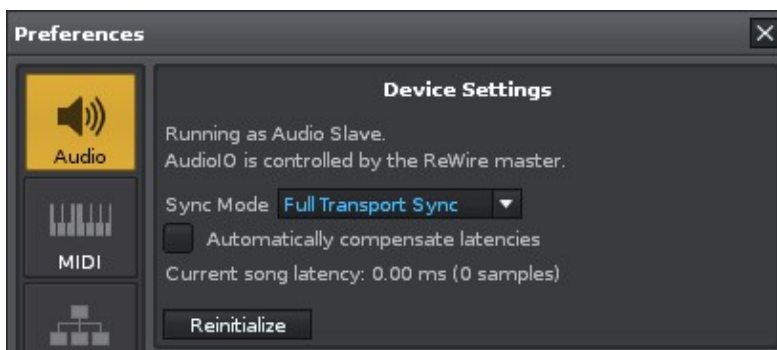 Preferences
Audio
MIDI
Device Settings
Running as Audio Slave.
AudioIO is controlled by the ReWire master.
Sync Mode Full Transport Sync
Automatically compensate latencies
Current song latency: 0.00 ms (0 samples)
Reinitialize